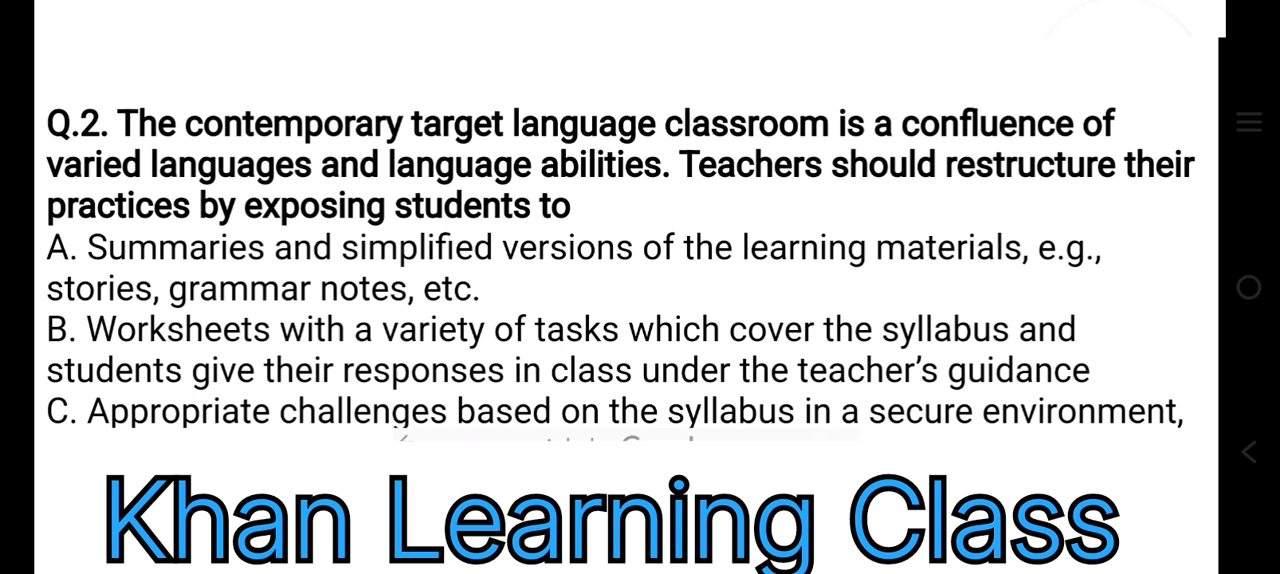 Q.2. The contemporary target language classroom is a confluence of
varied languages and language abilities. Teachers should restructure their
practices by exposing students to
A. Summaries and simplified versions of the learning materials, e.g.,
stories, grammar notes, etc.
B. Worksheets with a variety of tasks which cover the syllabus and
students give their responses in class under the teacher’s guidance
C. Appropriate challenges based on the syllabus in a secure environment,
Khan Learning Class